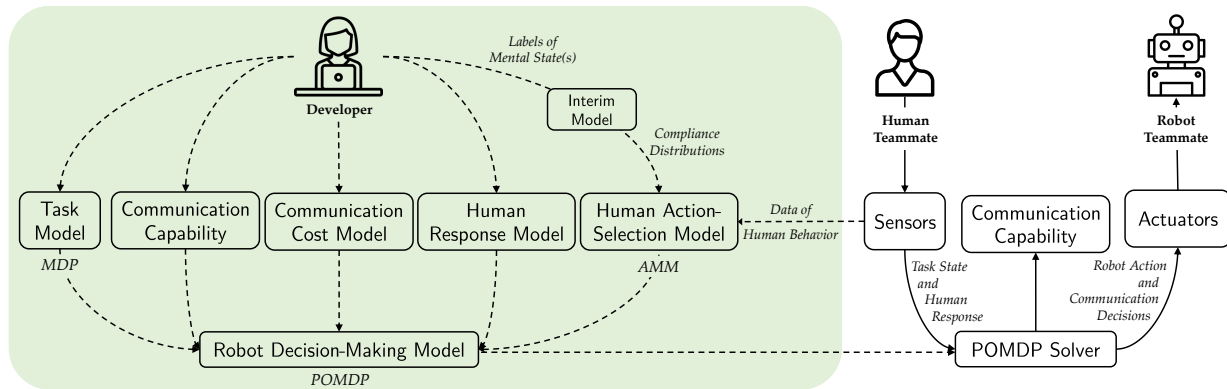 Labels of
Mental State(s)
Developer
Interim
Model
Compliance
Distributions
Task
Model
MDP
Communication
Capability
Communication
Cost Model
Human
Response Model
Human Action-
Selection Model
AMM
Robot Decision-Making Model
POMDP
Data of
Human Behavior
Human
Teammate
Robot
Teammate
Sensors
Communication
Capability
Actuators
Task State
and
Human
Response
Robot Action
and
Communication
Decisions
POMDP Solver